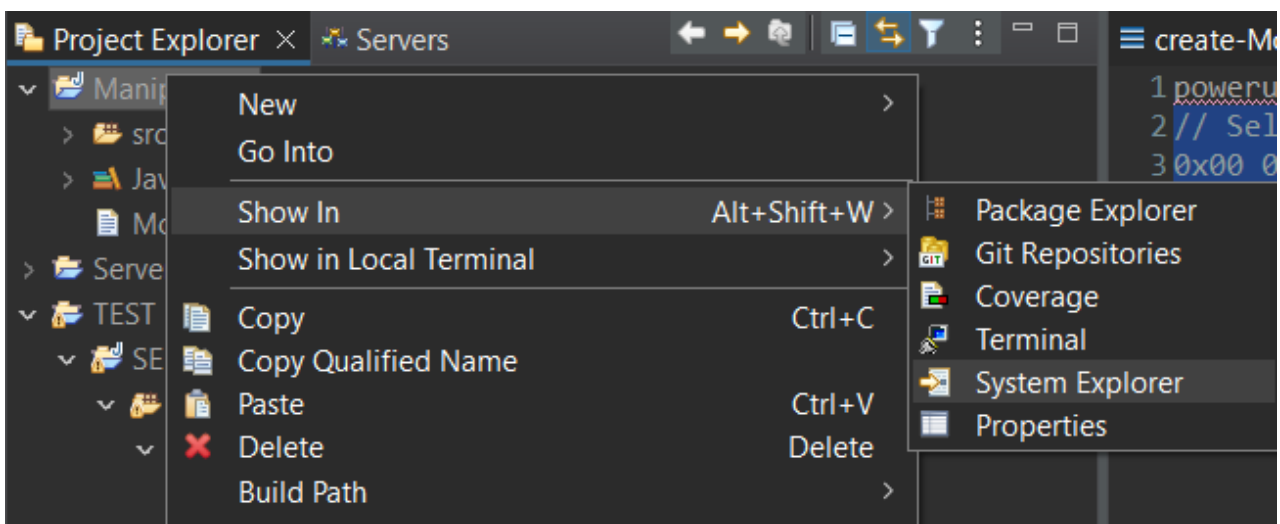 Project Explorer
Servers
create-Mo
Manip
src
Jav
Mo
Serve
TEST
SE
New
Go Into
Show In Alt+Shift+W
Show in Local Terminal
Copy Ctrl+C
Copy Qualified Name
Paste Ctrl+V
Delete Delete
Build Path
Package Explorer
Git Repositories
Coverage
Terminal
System Explorer
Properties
1 poweru
2 // Sel
3 0x00 0